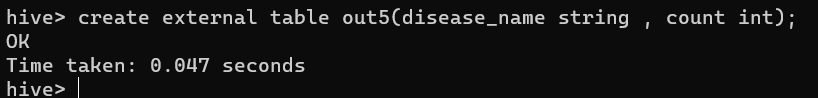 hive> create external table out5(disease_name string , count int);
OK
Time taken: 0.047 seconds
hive>